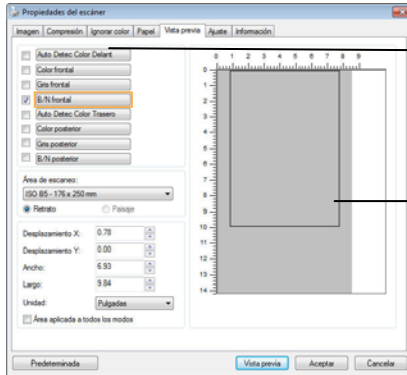 Propiedades del escáner
Imagen Compresión Ignorar color Papel Vista previa Ajuste Información
Auto Detec Color Delant
Color frontal
Gris frontal
B/N frontal
Auto Detec Color Trasero
Color posterior
Gris posterior
B/N posterior
Área de escaneo:
ISO B5 - 176 x 250 mm
Retrato Paisaje
Desplazamiento X: 0.78
Desplazamiento Y: 0.00
Ancho: 6.93
Largo: 9.84
Unidad: Pulgadas
Área aplicada a todos los modos
0 1 2 3 4 5 6 7 8 9
0
1
2
3
4
5
6
7
8
9
10
11
12
13
14
Predeterminada Vista previa Aceptar Cancelar